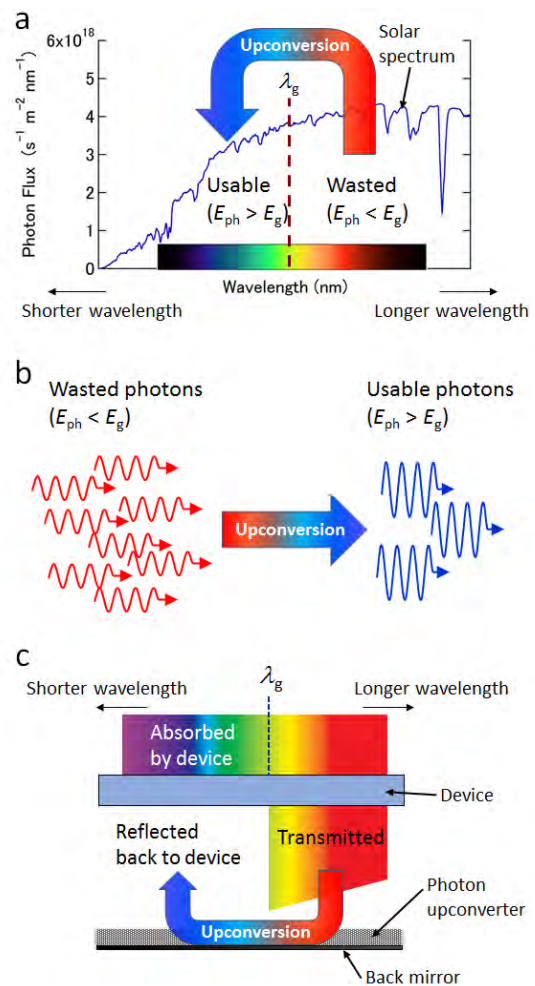 a
6x10¹⁸
5
4
3
2
1
0
Photon Flux (s⁻¹ m⁻² nm⁻¹)
Upconversion
λg
Solar
spectrum
Usable
(Eph > Eg)
Wasted
(Eph < Eg)
Wavelength (nm)
Shorter wavelength
Longer wavelength
b
Wasted photons
(Eph < Eg)
Usable photons
(Eph > Eg)
Upconversion
c
Shorter wavelength
λg
Longer wavelength
Absorbed
by device
Device
Reflected
back to device
Transmitted
Photon
upconverter
Upconversion
Back mirror